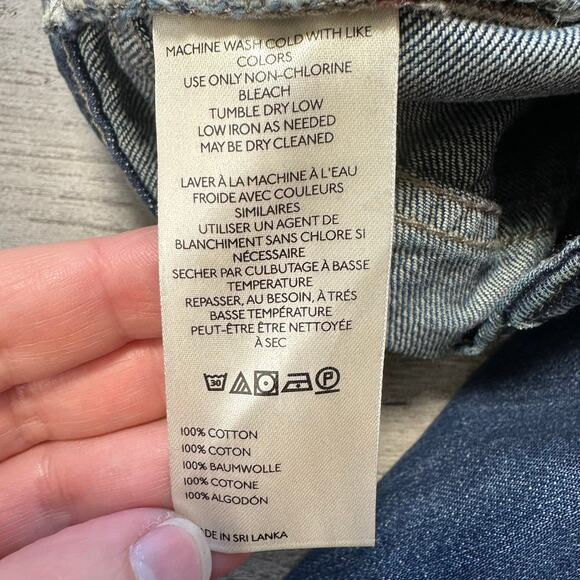 MACHINE WASH COLD WITH LIKE
COLORS
USE ONLY NON-CHLORINE
BLEACH
TUMBLE DRY LOW
LOW IRON AS NEEDED
MAY BE DRY CLEANED
LAVER À LA MACHINE À L'EAU
FROIDE AVEC COULEURS
SIMILAIRES
UTILISER UN AGENT DE
BLANCHIMENT SANS CHLORE SI
NÉCESSAIRE
SECHER PAR CULBUTAGE À BASSE
TEMPERATURE
REPASSER, AU BESOIN, À TRÉS
BASSE TEMPÉRATURE
PEUT-ÊTRE ÊTRE NETTOYÉE
À SEC
30 P
100% COTTON
100% COTON
100% BAUMWOLLE
100% COTONE
100% ALGODÓN
IN SRI LANKA